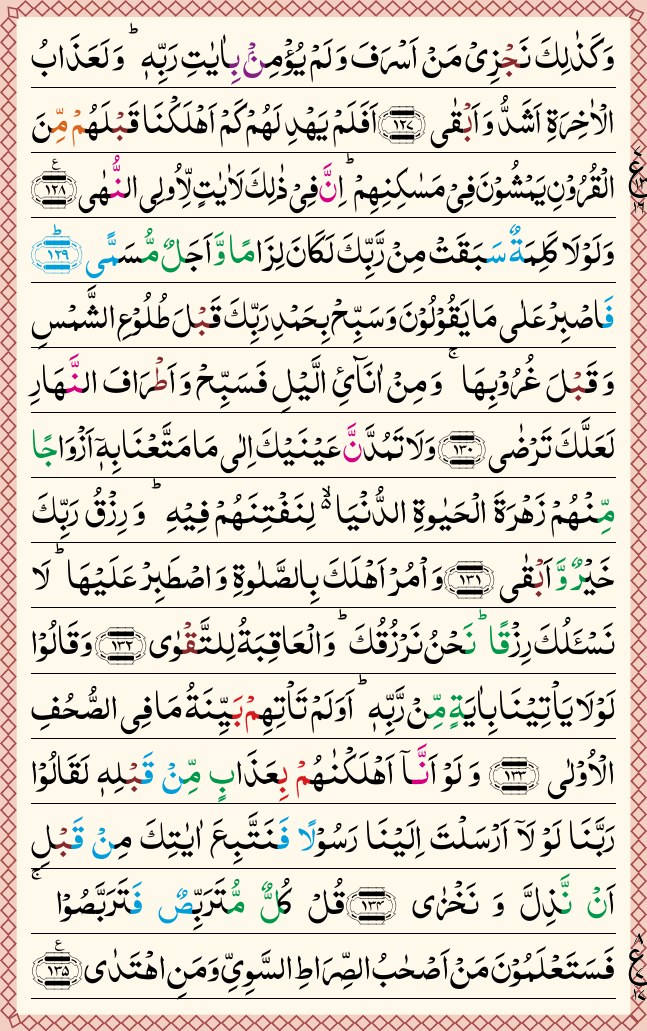 وَكَذٰلِكَ نَجۡزِىۡ مَنۡ اَسۡرَفَ وَلَمۡ يُؤۡمِنۡۢ بِاٰيٰتِ رَبِّهٖ‌ ؕ وَلَعَذَابُ
الۡاٰخِرَةِ اَشَدُّ وَاَبۡقٰى ﴿۱۲۷﴾ اَفَلَمۡ يَهۡدِ لَهُمۡ كَمۡ اَهۡلَكۡنَا قَبۡلَهُمۡ مِّنَ
الۡقُرُوۡنِ يَمۡشُوۡنَ فِىۡ مَسٰكِنِهِمۡ‌ؕ اِنَّ فِىۡ ذٰلِكَ لَاٰيٰتٍ لِّاُولِى النُّهٰى ﴿۱۲۸﴾ ع
وَلَوۡلَا كَلِمَةٌ سَبَقَتۡ مِنۡ رَّبِّكَ لَكَانَ لِزَامًا وَّاَجَلٌ مُّسَمًّىؕ ﴿۱۲۹﴾
فَاصۡبِرۡ عَلٰى مَا يَقُوۡلُوۡنَ وَسَبِّحۡ بِحَمۡدِ رَبِّكَ قَبۡلَ طُلُوۡعِ الشَّمۡسِ
وَقَبۡلَ غُرُوۡبِهَا‌ ۚ وَمِنۡ اٰنَآىٴِ الَّيۡلِ فَسَبِّحۡ وَاَطۡرَافَ النَّهَارِ
لَعَلَّكَ تَرۡضٰى ﴿۱۳۰﴾ وَلَا تَمُدَّنَّ عَيۡنَيۡكَ اِلٰى مَا مَتَّعۡنَا بِهٖۤ اَزۡوَاجًا
مِّنۡهُمۡ زَهۡرَةَ الۡحَيٰوةِ الدُّنۡيَا ۙ لِنَفۡتِنَهُمۡ فِيۡهِ‌ ؕ وَرِزۡقُ رَبِّكَ
خَيۡرٌ وَّاَبۡقٰى ﴿۱۳۱﴾ وَاۡمُرۡ اَهۡلَكَ بِالصَّلٰوةِ وَاصۡطَبِرۡ عَلَيۡهَا‌ ؕ لَا
نَسۡـَٔلُكَ رِزۡقًا‌ ؕ نَحۡنُ نَرۡزُقُكَ‌ ؕ وَالۡعَاقِبَةُ لِلتَّقۡوٰى ﴿۱۳۲﴾ وَقَالُوۡا
لَوۡلَا يَاۡتِيۡنَا بِاٰيَةٍ مِّنۡ رَّبِّهٖ‌ ؕ اَوَلَمۡ تَاۡتِهِمۡ بَيِّنَةُ مَا فِى الصُّحُفِ
الۡاُوۡلٰى ﴿۱۳۳﴾ وَلَوۡ اَنَّاۤ اَهۡلَكۡنٰهُمۡ بِعَذَابٍ مِّنۡ قَبۡلِهٖ لَقَالُوۡا
رَبَّنَا لَوۡلَاۤ اَرۡسَلۡتَ اِلَيۡنَا رَسُوۡلًا فَنَتَّبِعَ اٰيٰتِكَ مِنۡ قَبۡلِ
اَنۡ نَّذِلَّ وَنَخۡزٰى ﴿۱۳۴﴾ قُلۡ كُلٌّ مُّتَرَبِّصٌ فَتَرَبَّصُوۡا‌ ۚ
فَسَتَعۡلَمُوۡنَ مَنۡ اَصۡحٰبُ الصِّرَاطِ السَّوِىِّ وَمَنِ اهۡتَدٰى ﴿۱۳۵﴾ ع